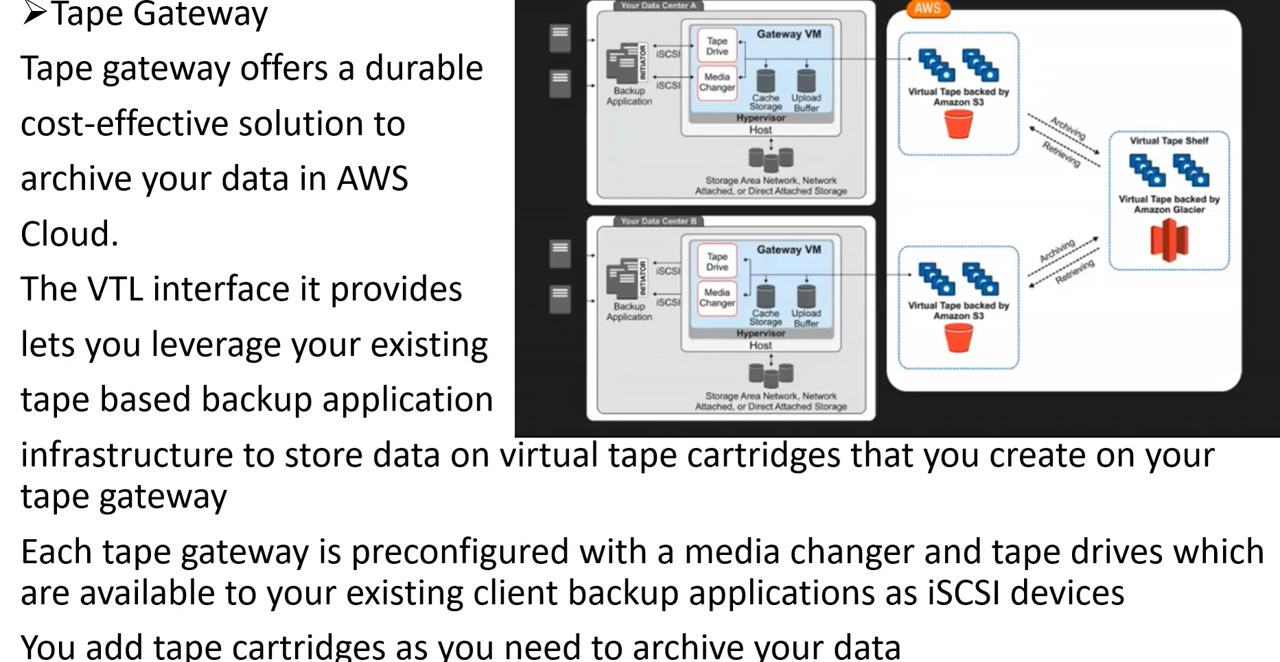 ➢Tape Gateway
Tape gateway offers a durable
cost-effective solution to
archive your data in AWS
Cloud.
The VTL interface it provides
lets you leverage your existing
tape based backup application
infrastructure to store data on virtual tape cartridges that you create on your
tape gateway
Each tape gateway is preconfigured with a media changer and tape drives which
are available to your existing client backup applications as iSCSI devices
You add tape cartridges as you need to archive your data
Your Data Center A
Backup
Application
INITIATOR
iSCSI
iSCSI
Tape
Drive
Media
Changer
Gateway VM
Cache
Storage
Upload
Buffer
Hypervisor
Host
Storage Area Network, Network
Attached, or Direct Attached Storage
Your Data Center B
Backup
Application
INITIATOR
iSCSI
iSCSI
Tape
Drive
Media
Changer
Gateway VM
Cache
Storage
Upload
Buffer
Hypervisor
Host
Storage Area Network, Network
Attached, or Direct Attached Storage
AWS
Virtual Tape backed by
Amazon S3
Archiving
Retrieving
Virtual Tape Shelf
Virtual Tape backed by
Amazon Glacier
Archiving
Retrieving
Virtual Tape backed by
Amazon S3